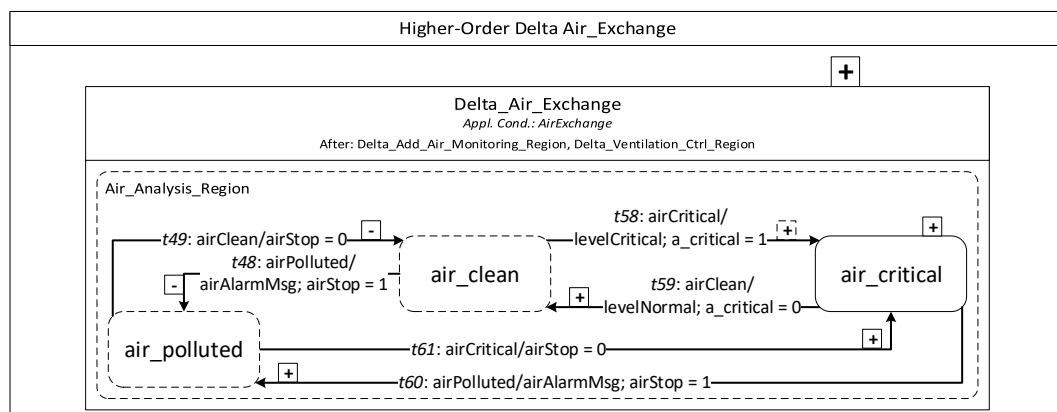 Higher-Order Delta Air_Exchange
+
Delta_Air_Exchange
Appl. Cond.: AirExchange
After: Delta_Add_Air_Monitoring_Region, Delta_Ventilation_Ctrl_Region
Air_Analysis_Region
t49: airClean/airStop = 0
-
t58: airCritical/
levelCritical; a_critical = 1
+
+
t48: airPolluted/
airAlarmMsg; airStop = 1
-
air_clean
air_critical
t59: airClean/
levelNormal; a_critical = 0
+
air_polluted
t61: airCritical/airStop = 0
+
t60: airPolluted/airAlarmMsg; airStop = 1
+